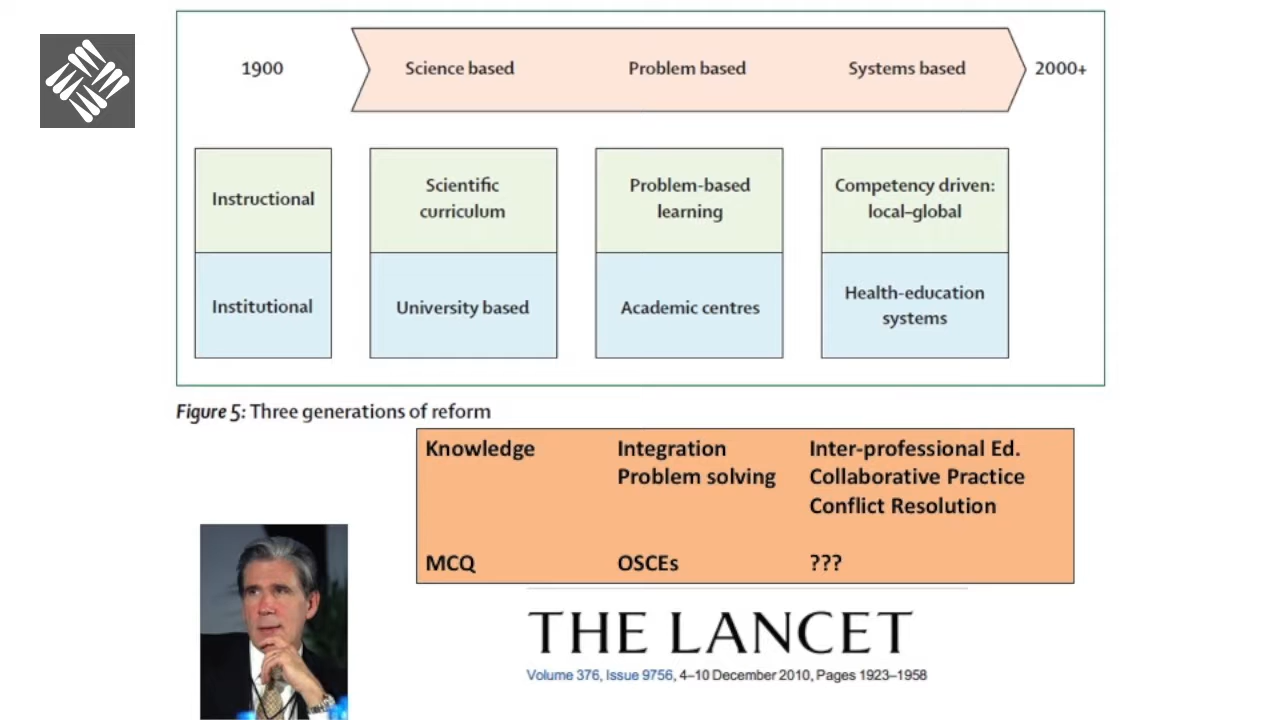 1900 Science based Problem based Systems based 2000+
Instructional
Scientific
curriculum
Problem-based
learning
Competency driven:
local–global
Institutional
University based
Academic centres
Health-education
systems
Figure 5: Three generations of reform
Knowledge
Integration
Problem solving
Inter-professional Ed.
Collaborative Practice
Conflict Resolution
MCQ
OSCEs
???
THE LANCET
Volume 376, Issue 9756, 4–10 December 2010, Pages 1923–1958